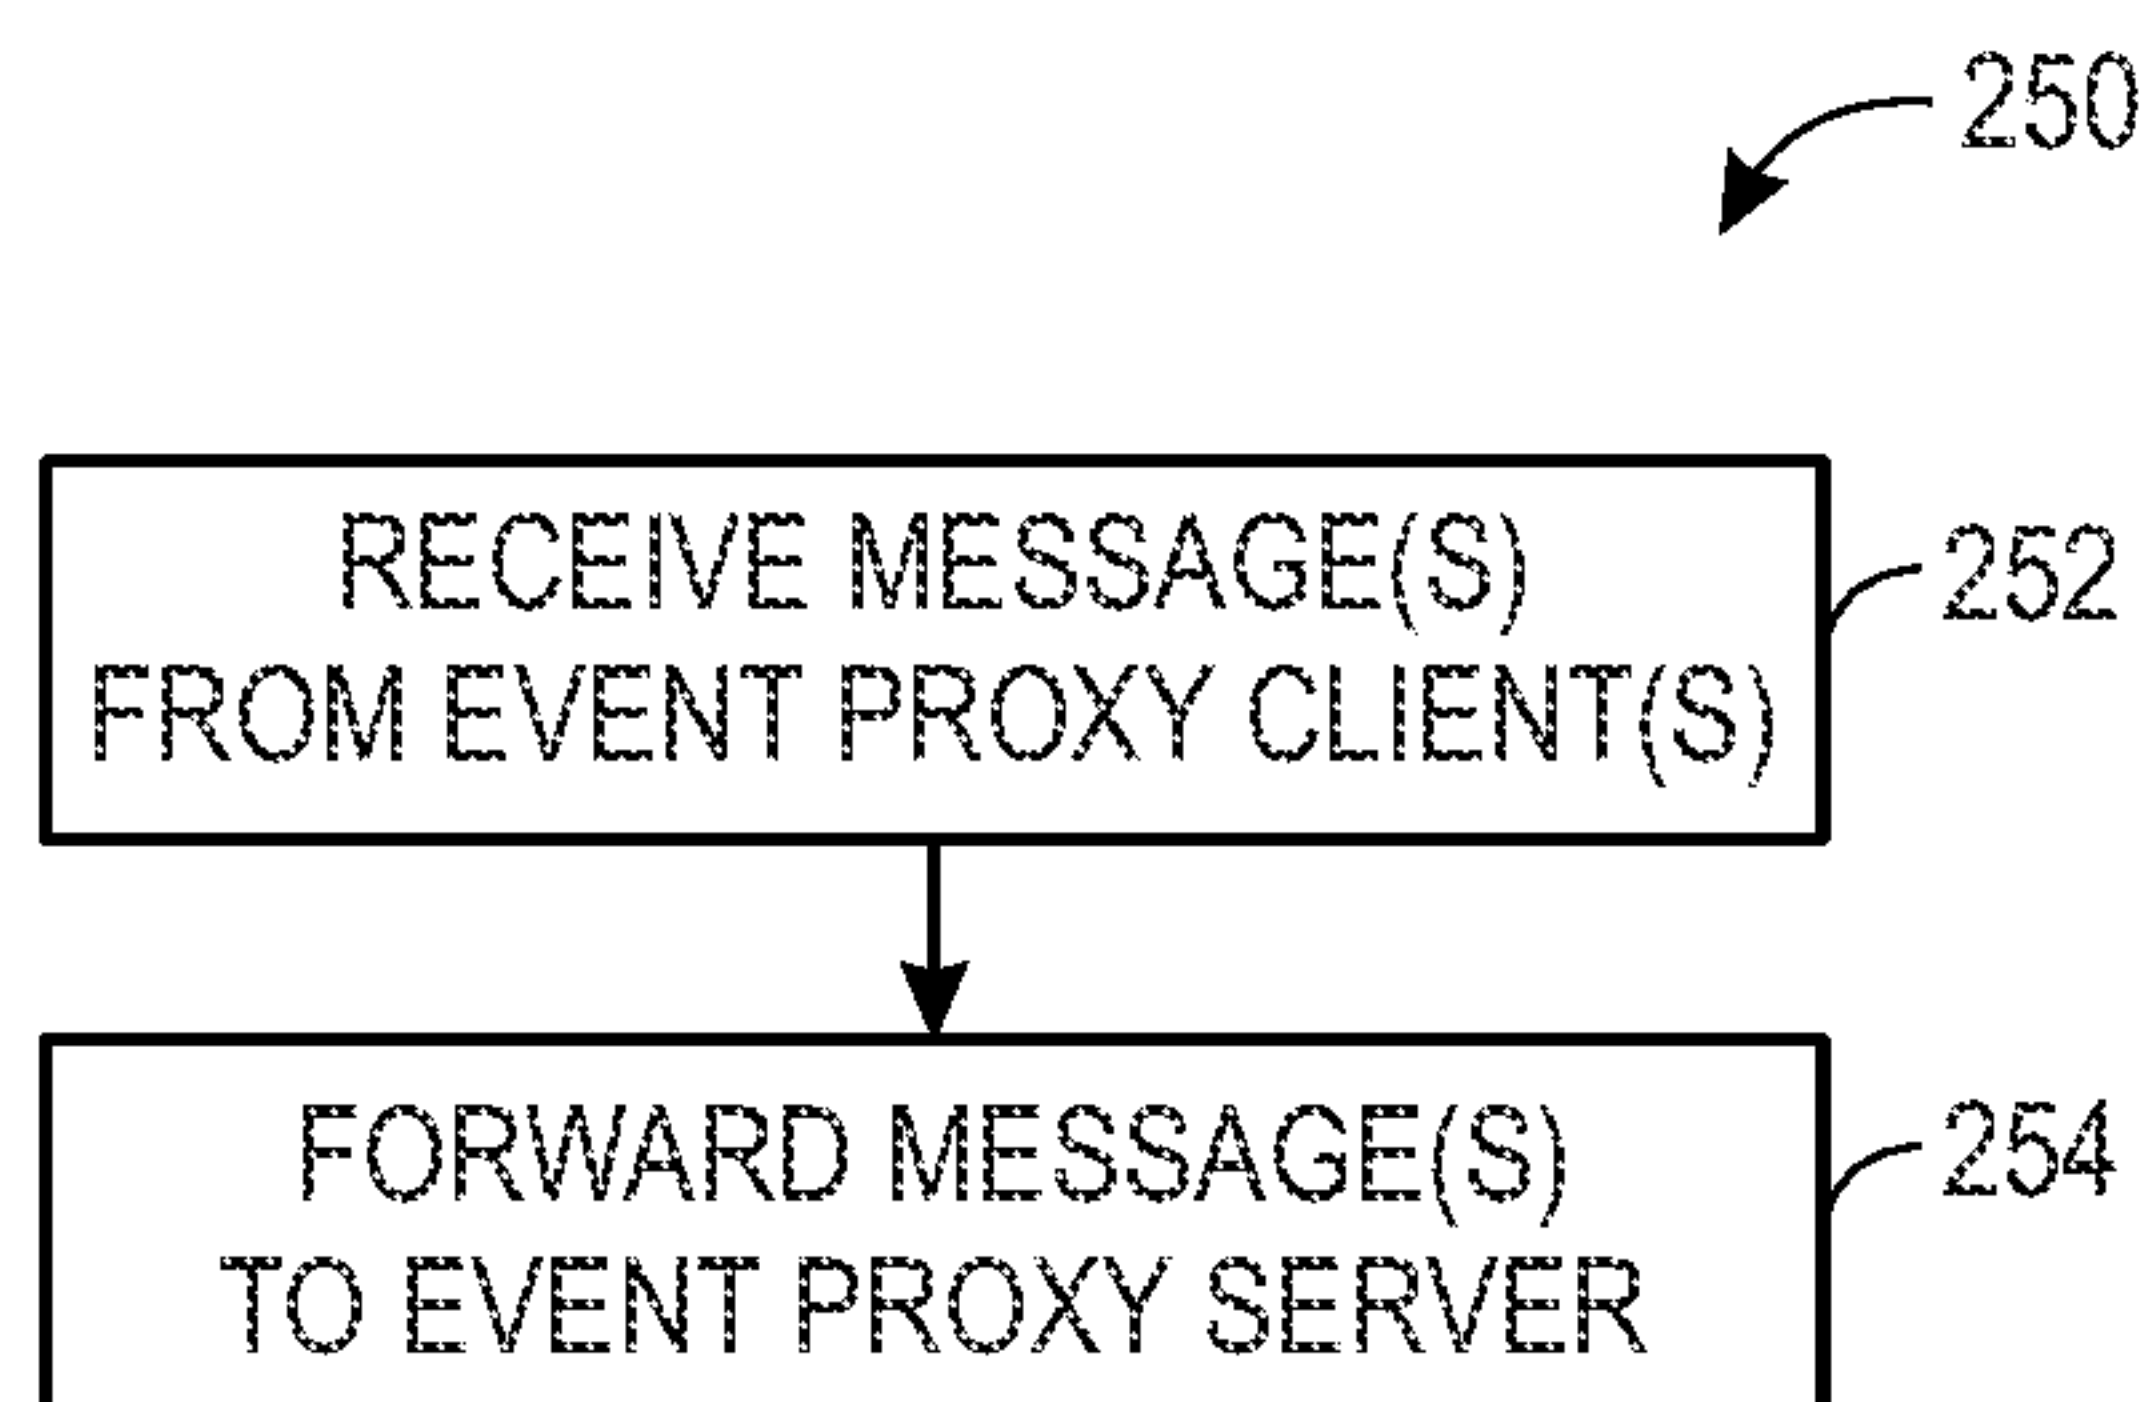 250
RECEIVE MESSAGE(S)
FROM EVENT PROXY CLIENT(S)
252
FORWARD MESSAGE(S)
TO EVENT PROXY SERVER
254